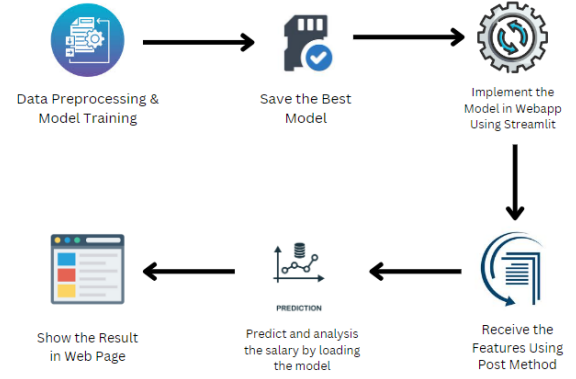 Data Preprocessing &
Model Training
Save the Best
Model
Implement the
Model in Webapp
Using Streamlit
Receive the
Features Using
Post Method
PREDICTION
Predict and analysis
the salary by loading
the model
Show the Result
in Web Page